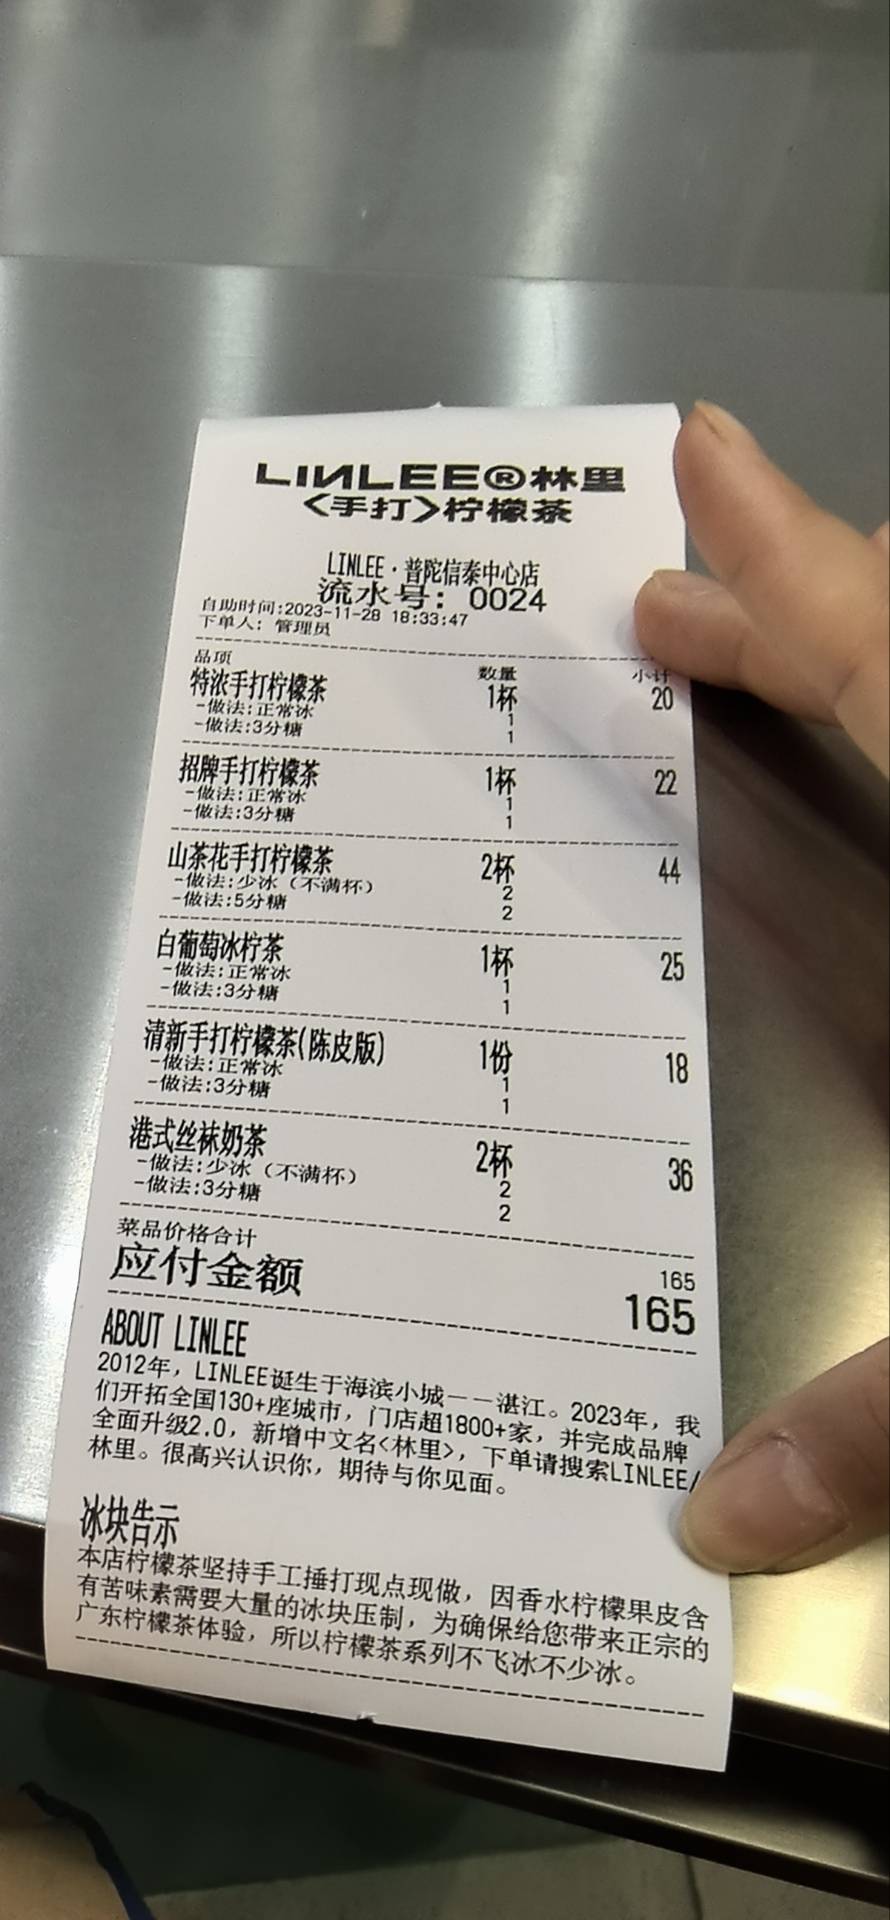 LINLEE®林里
<手打>柠檬茶
LINLEE·普陀信泰中心店
流水号: 0024
自助时间:2023-11-28 18:33:47
下单人: 管理员
品项 数量 小计
特浓手打柠檬茶 1杯 20
-做法:正常冰 1
-做法:3分糖 1
招牌手打柠檬茶 1杯 22
-做法:正常冰 1
-做法:3分糖 1
山茶花手打柠檬茶 2杯 44
-做法:少冰（不满杯） 2
-做法:5分糖 2
白葡萄冰柠茶 1杯 25
-做法:正常冰 1
-做法:3分糖 1
清新手打柠檬茶(陈皮版) 1份 18
-做法:正常冰 1
-做法:3分糖 1
港式丝袜奶茶 2杯 36
-做法:少冰（不满杯） 2
-做法:3分糖 2
菜品价格合计 165
应付金额 165
ABOUT LINLEE
2012年，LINLEE诞生于海滨小城——湛江。2023年，我
们开拓全国130+座城市，门店超1800+家，并完成品牌
全面升级2.0，新增中文名<林里>，下单请搜索LINLEE/
林里。很高兴认识你，期待与你见面。
冰块告示
本店柠檬茶坚持手工捶打现点现做，因香水柠檬果皮含
有苦味素需要大量的冰块压制，为确保给您带来正宗的
广东柠檬茶体验，所以柠檬茶系列不飞冰不少冰。